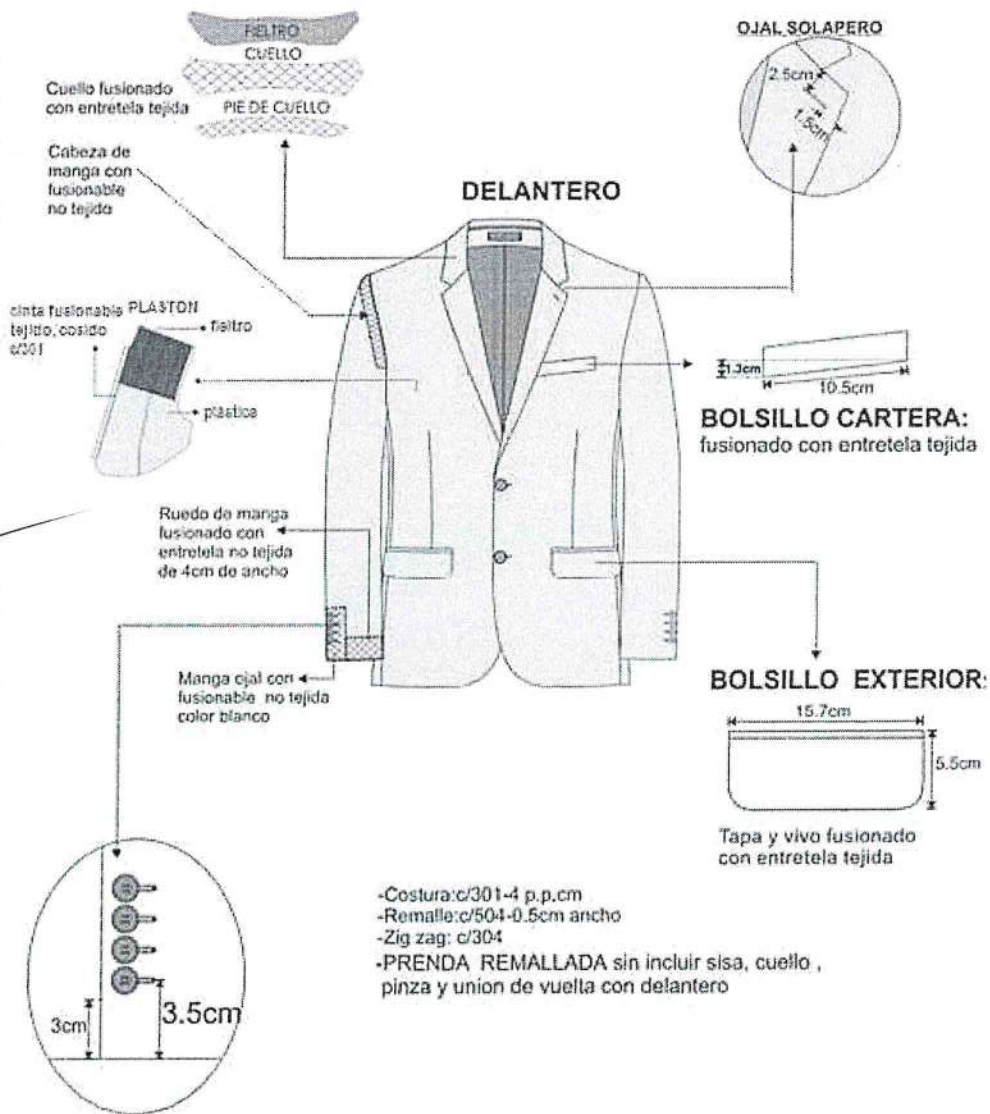 FIELTRO
CUELLO
PIE DE CUELLO
Cuello fusionado
con entretela tejida
Cabeza de
manga con
fusionable
no tejido
OJAL SOLAPERO
2.5cm
1.5cm
DELANTERO
cinta fusionable
tejido, cosido
c/301
PLASTON
fieltro
plastica
1.3cm
10.5cm
BOLSILLO CARTERA:
fusionado con entretela tejida
Ruedo de manga
fusionado con
entretela no tejida
de 4cm de ancho
Manga ojal con
fusionable no tejida
color blanco
BOLSILLO EXTERIOR:
15.7cm
5.5cm
Tapa y vivo fusionado
con entretela tejida
3cm
3.5cm
-Costura:c/301-4 p.p.cm
-Remalle:c/504-0.5cm ancho
-Zig zag: c/304
-PRENDA REMALLADA sin incluir sisa, cuello ,
pinza y union de vuelta con delantero